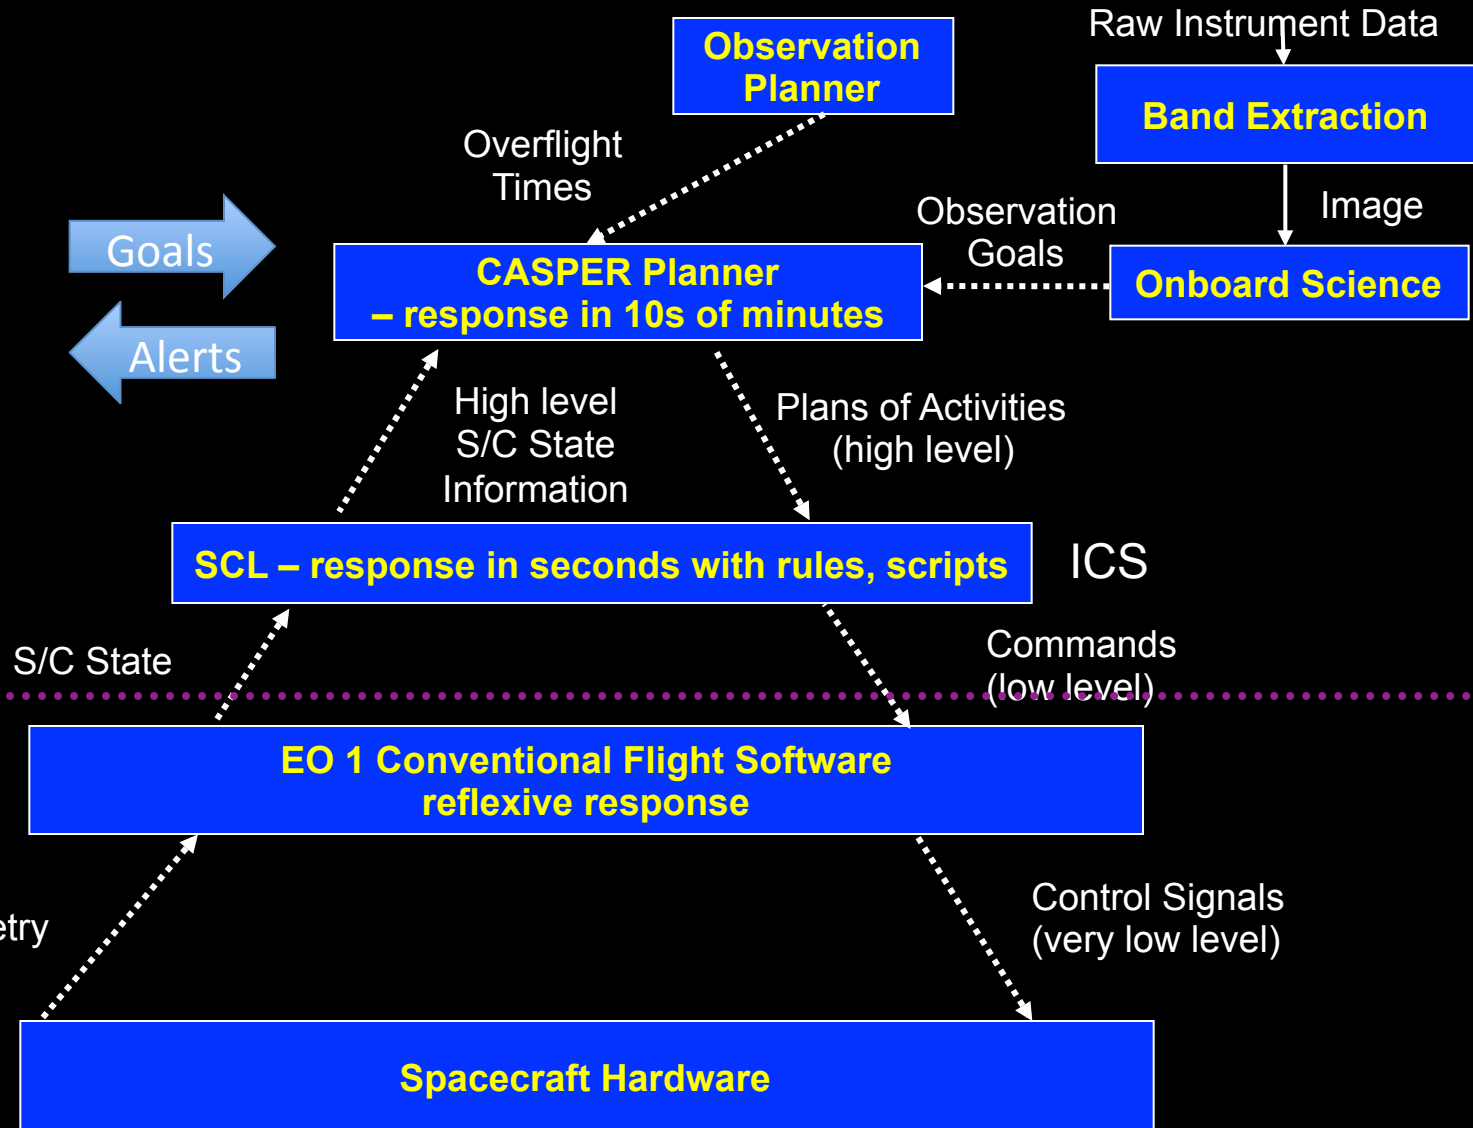 Raw Instrument Data
Observation
Planner
Band Extraction
Overflight
Times
Image
Observation
Goals
Goals
CASPER Planner
– response in 10s of minutes
Onboard Science
Alerts
High level
S/C State
Information
Plans of Activities
(high level)
SCL – response in seconds with rules, scripts
ICS
S/C State
Commands
(low level)
EO 1 Conventional Flight Software
reflexive response
Control Signals
(very low level)
etry
Spacecraft Hardware